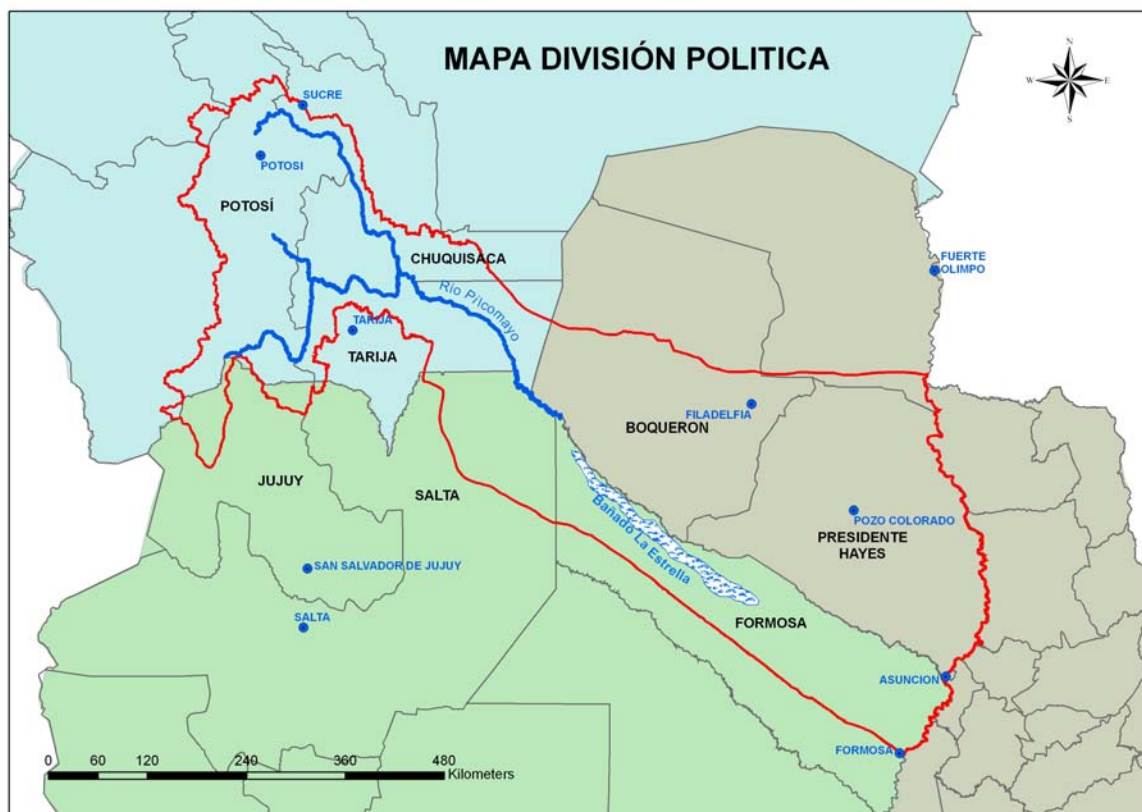 MAPA DIVISIÓN POLITICA
N
W E
S
SUCRE
POTOSI
POTOSÍ
CHUQUISACA
FUERTE
OLIMPO
Río Pilcomayo
TARIJA
TARIJA
FILADELFIA
BOQUERON
JUJUY
SALTA
Bañado La Estrella
POZO COLORADO
PRESIDENTE
HAYES
SAN SALVADOR DE JUJUY
SALTA
FORMOSA
ASUNCION
FORMOSA
0 60 120 240 360 480
Kilometers